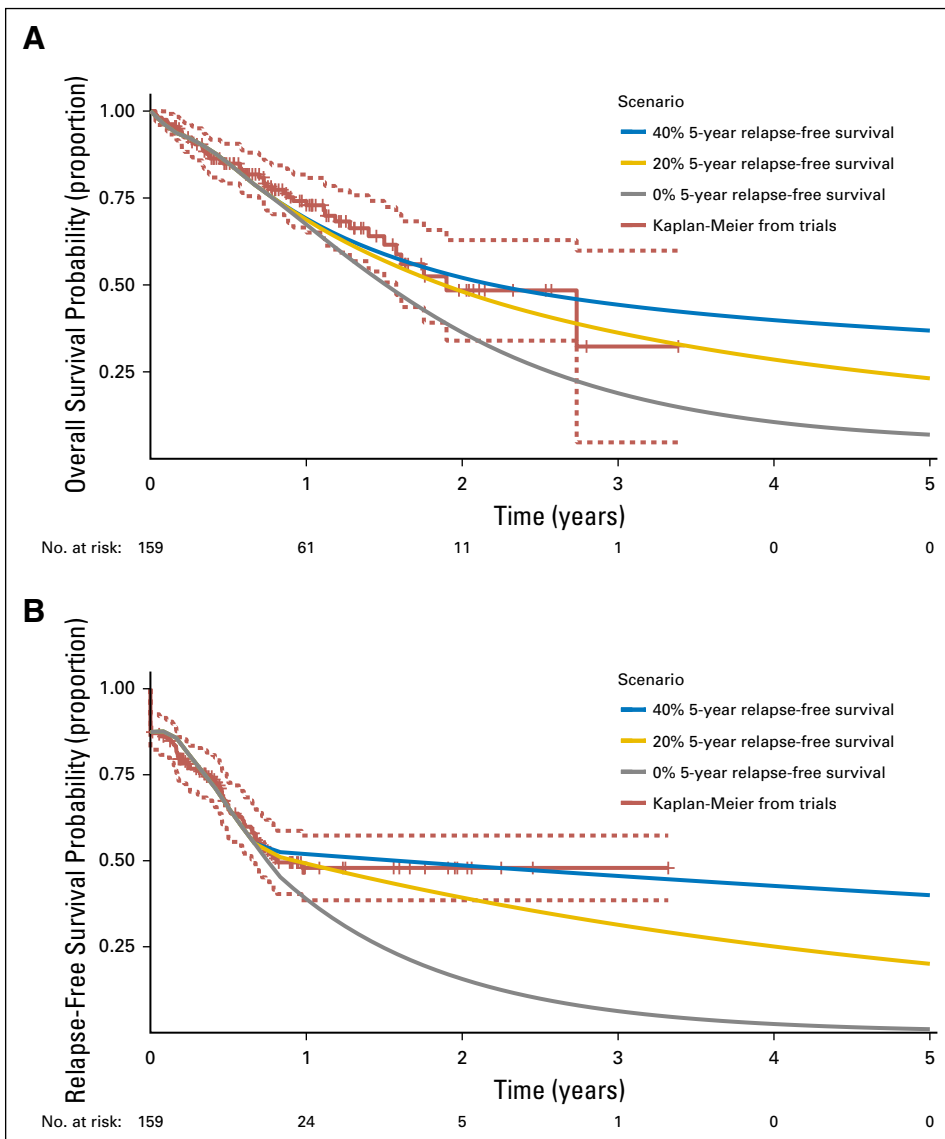 A
Overall Survival Probability (proportion)
Scenario
40% 5-year relapse-free survival
20% 5-year relapse-free survival
0% 5-year relapse-free survival
Kaplan-Meier from trials
1.00
0.75
0.50
0.25
0 1 2 3 4 5
Time (years)
No. at risk: 159 61 11 1 0 0
B
Relapse-Free Survival Probability (proportion)
Scenario
40% 5-year relapse-free survival
20% 5-year relapse-free survival
0% 5-year relapse-free survival
Kaplan-Meier from trials
1.00
0.75
0.50
0.25
0 1 2 3 4 5
Time (years)
No. at risk: 159 24 5 1 0 0